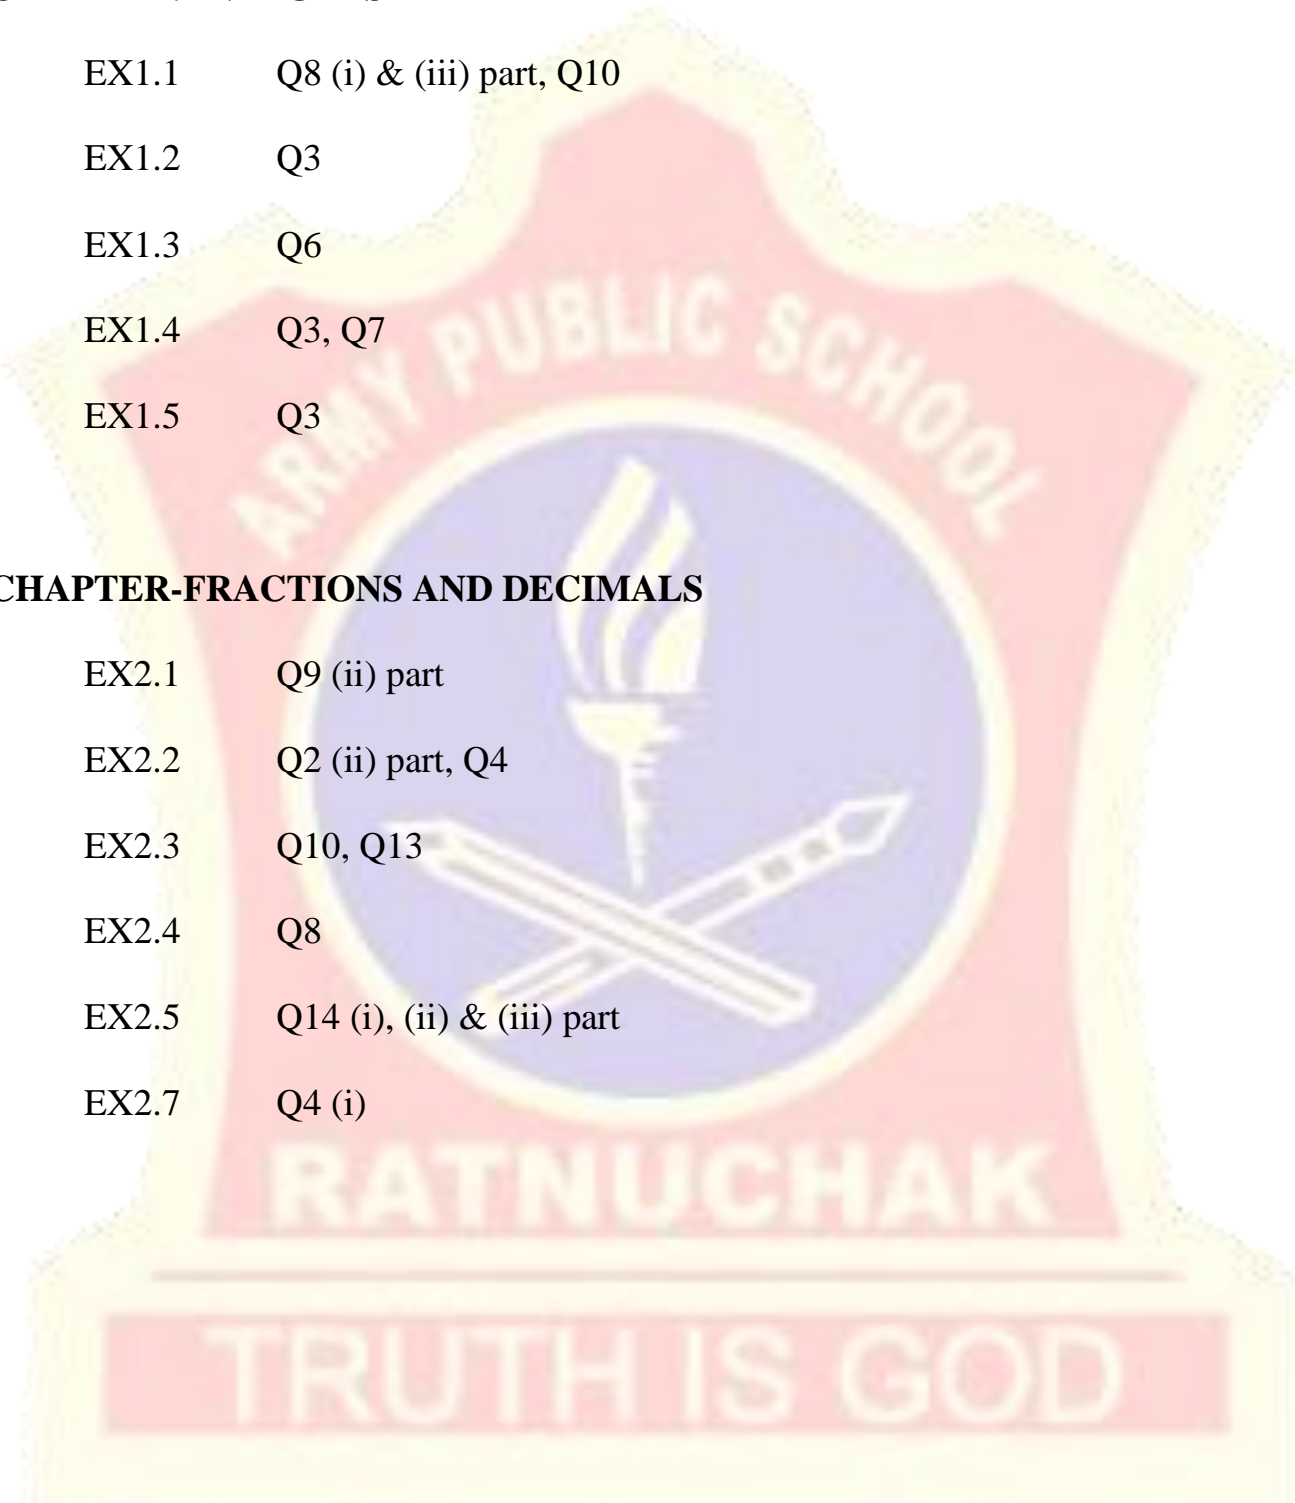 EX1.1 Q8 (i) & (iii) part, Q10
EX1.2 Q3
EX1.3 Q6
EX1.4 Q3, Q7
EX1.5 Q3
ARMY PUBLIC SCHOOL
CHAPTER-FRACTIONS AND DECIMALS
EX2.1 Q9 (ii) part
EX2.2 Q2 (ii) part, Q4
EX2.3 Q10, Q13
EX2.4 Q8
EX2.5 Q14 (i), (ii) & (iii) part
EX2.7 Q4 (i)
RATNUCHAK
TRUTH IS GOD